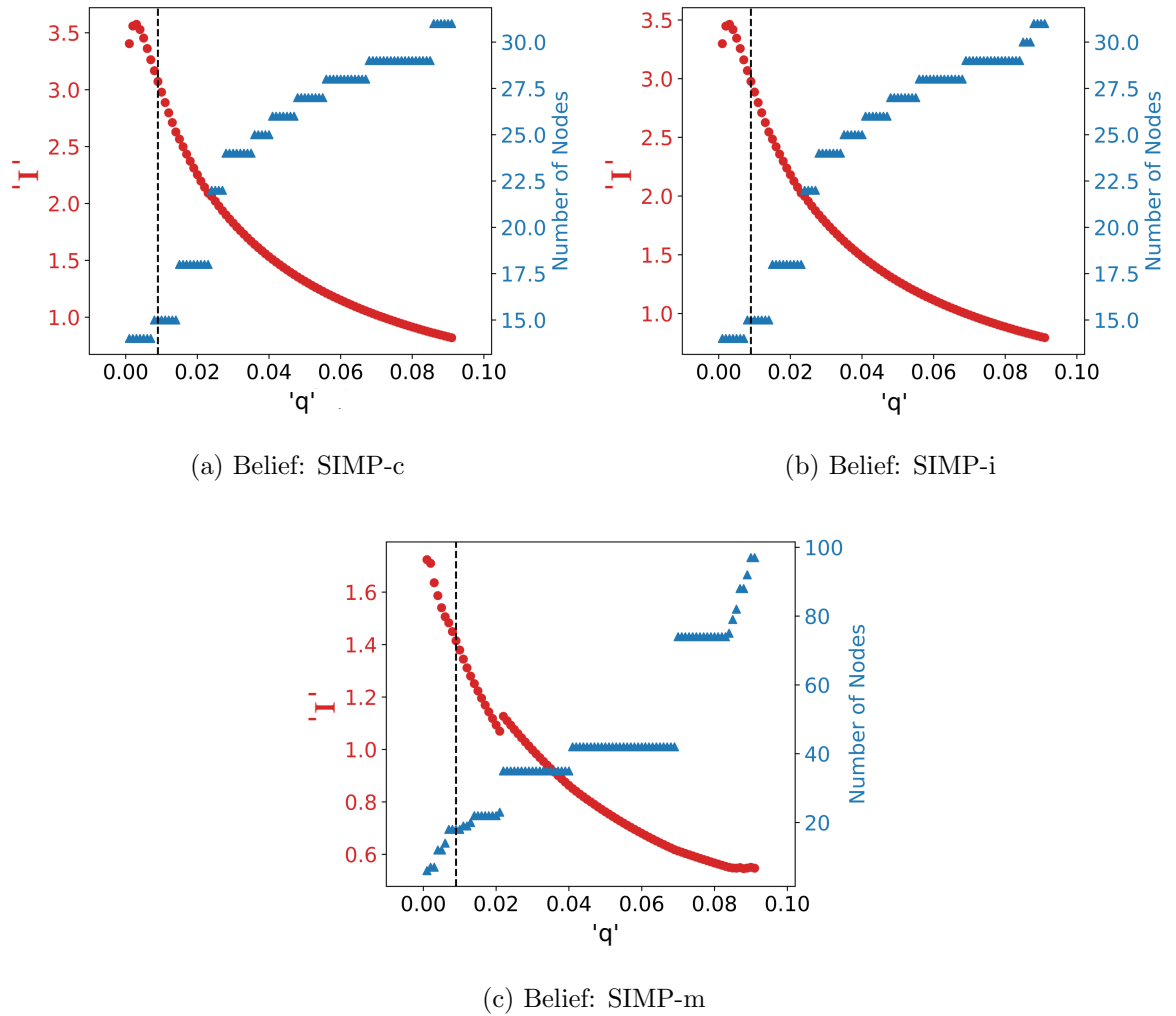 3.5
3.0
2.5
2.0
1.5
1.0
'I'
30.0
27.5
25.0
22.5
20.0
17.5
15.0
Number of Nodes
0.00 0.02 0.04 0.06 0.08 0.10
'q'
(a) Belief: SIMP-c
3.5
3.0
2.5
2.0
1.5
1.0
'I'
30.0
27.5
25.0
22.5
20.0
17.5
15.0
Number of Nodes
0.00 0.02 0.04 0.06 0.08 0.10
'q'
(b) Belief: SIMP-i
1.6
1.4
1.2
1.0
0.8
0.6
'I'
100
80
60
40
20
Number of Nodes
0.00 0.02 0.04 0.06 0.08 0.10
'q'
(c) Belief: SIMP-m